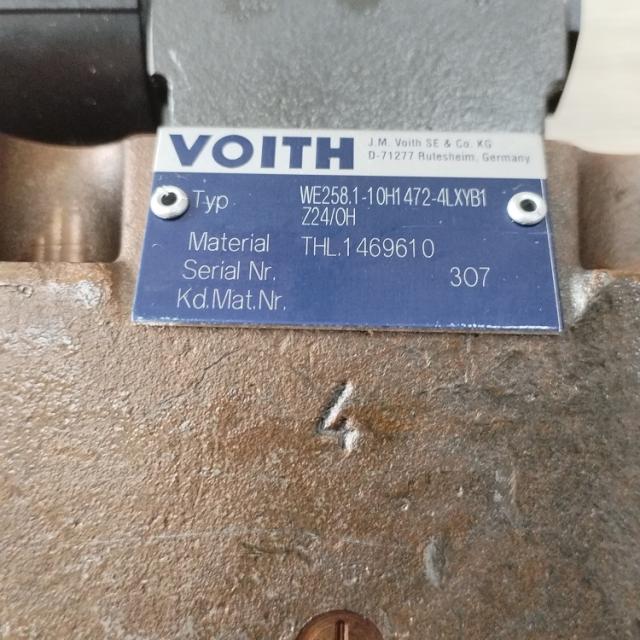 VOITH
J.M. Voith SE & Co. KG
D-71277 Rutesheim, Germany
Typ WE258.1-10H1472-4LXYB1
Z24/0H
Material THL.1469610
Serial Nr. 307
Kd.Mat.Nr.
4